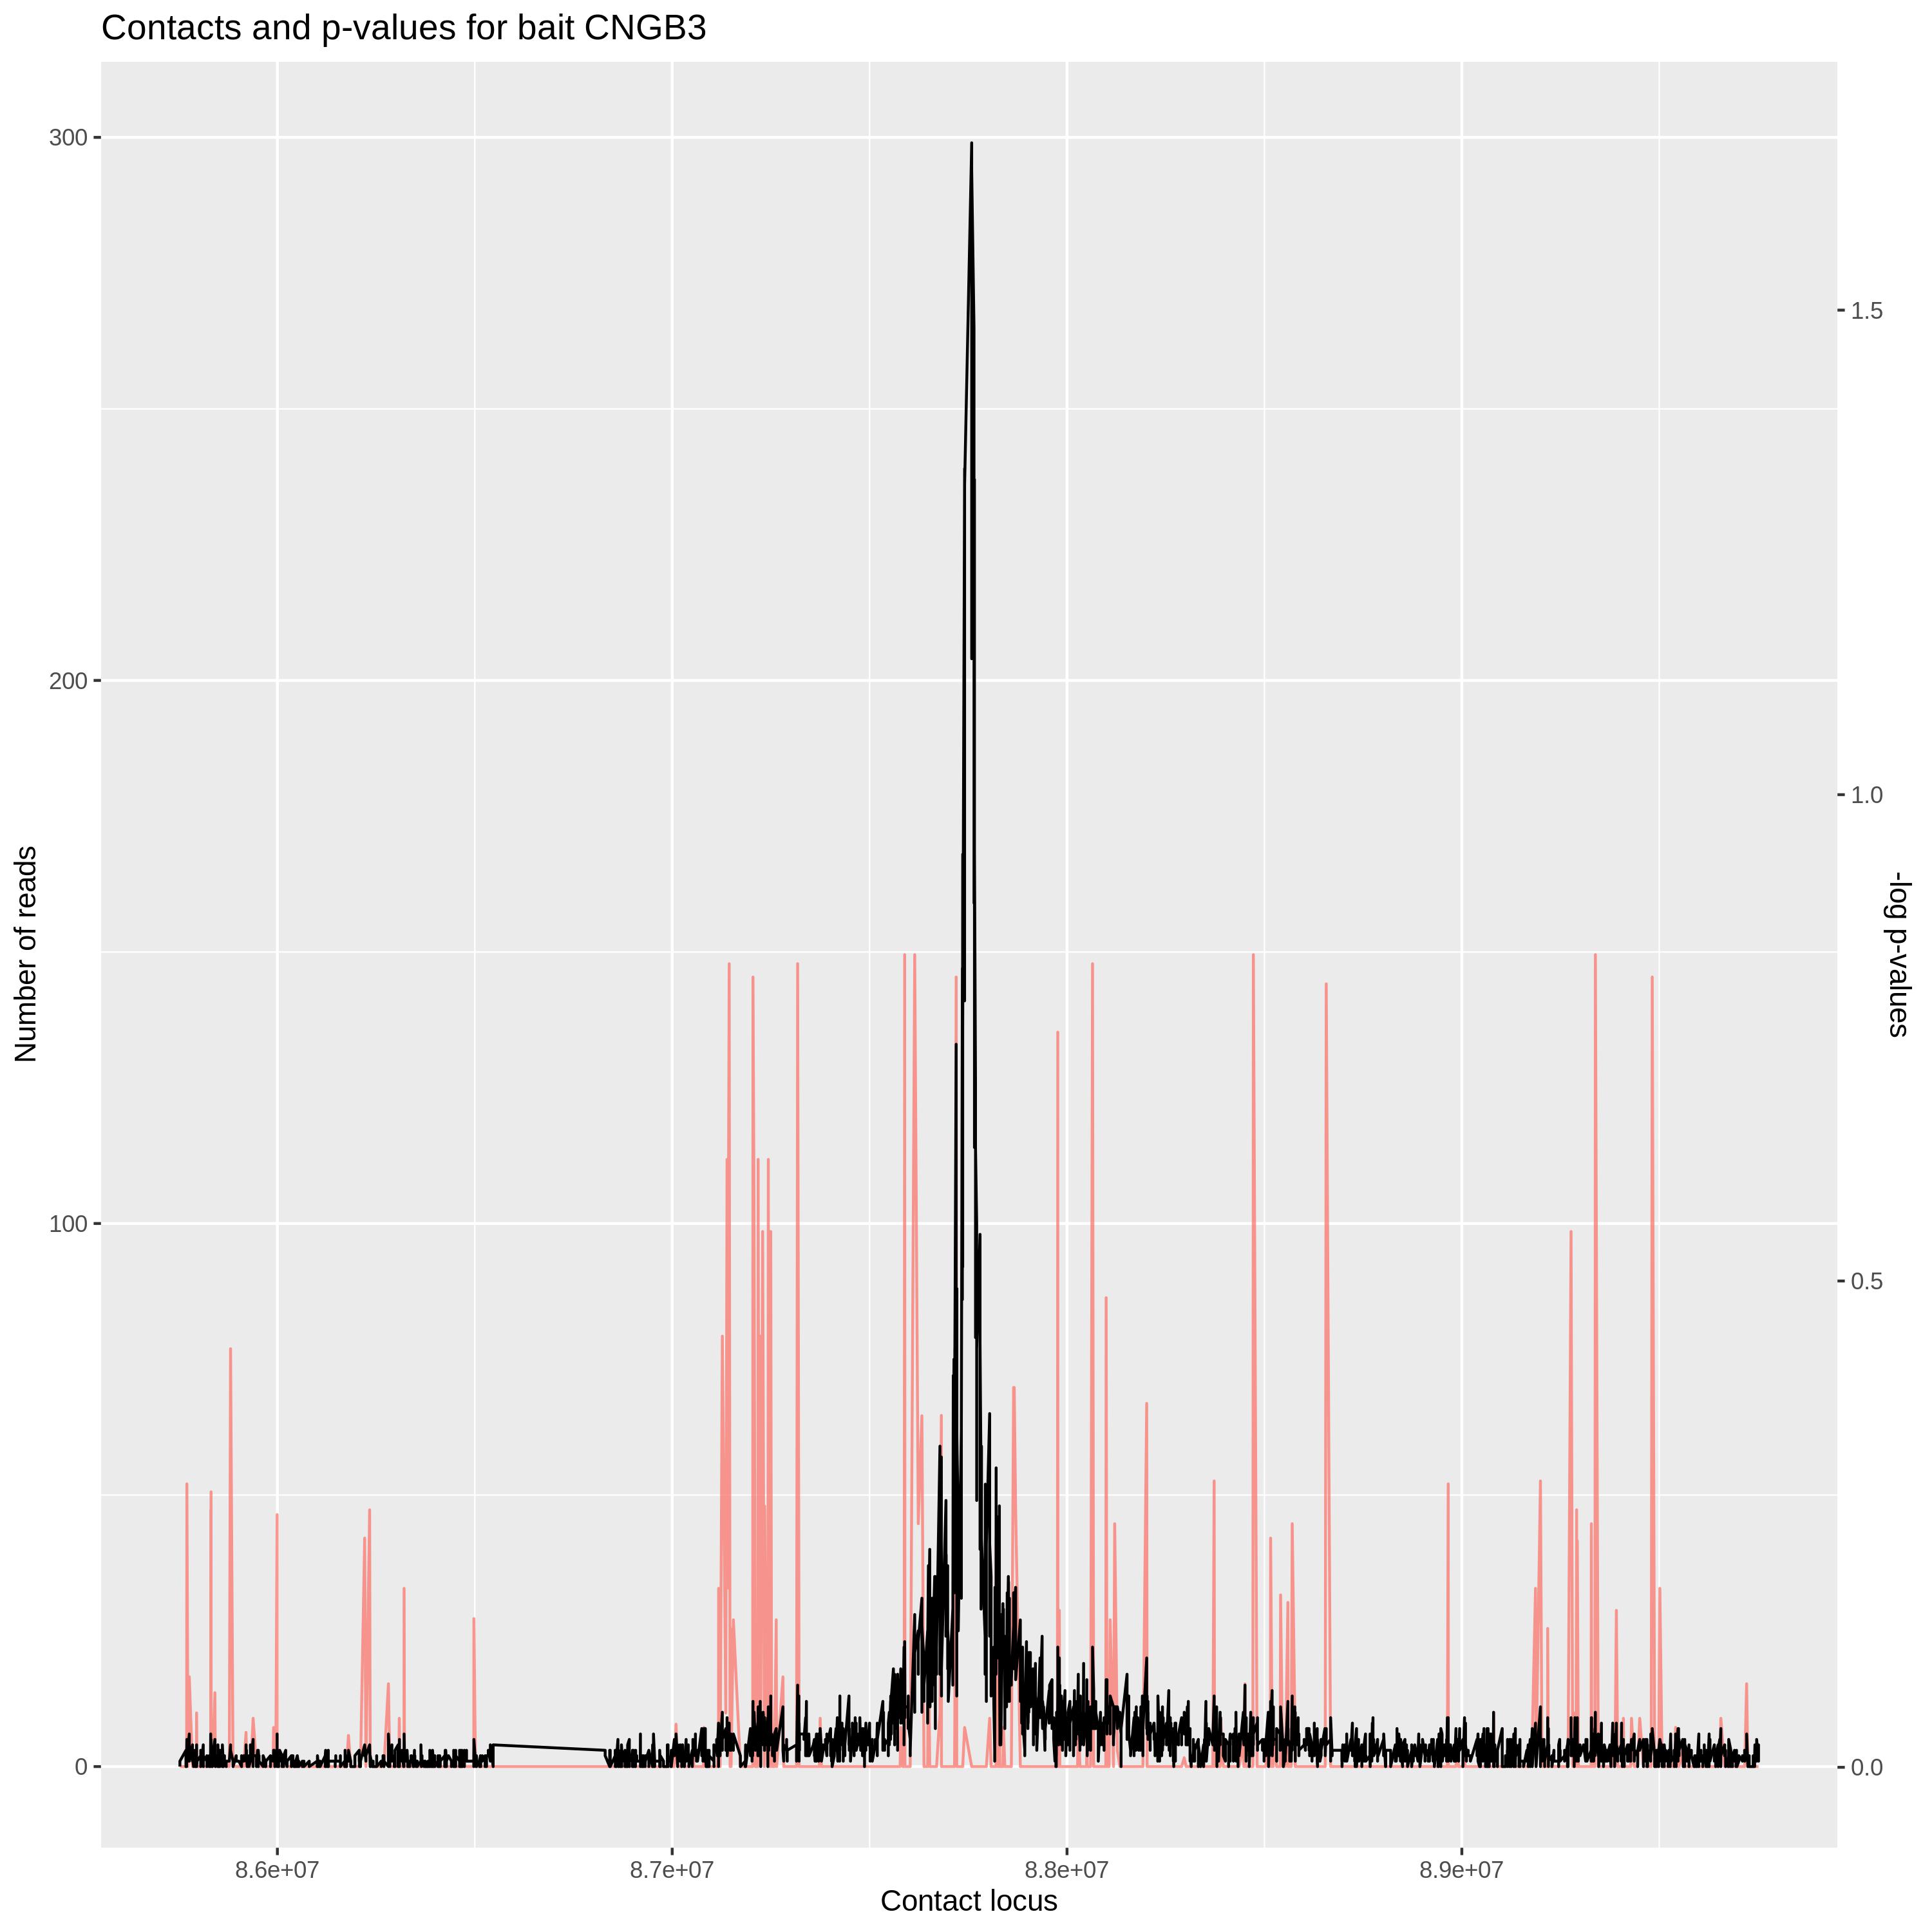 Contacts and p-values for bait CNGB3
300
200
100
0
Number of reads
1.5
1.0
0.5
0.0
-log p-values
8.6e+07 8.7e+07 8.8e+07 8.9e+07
Contact locus